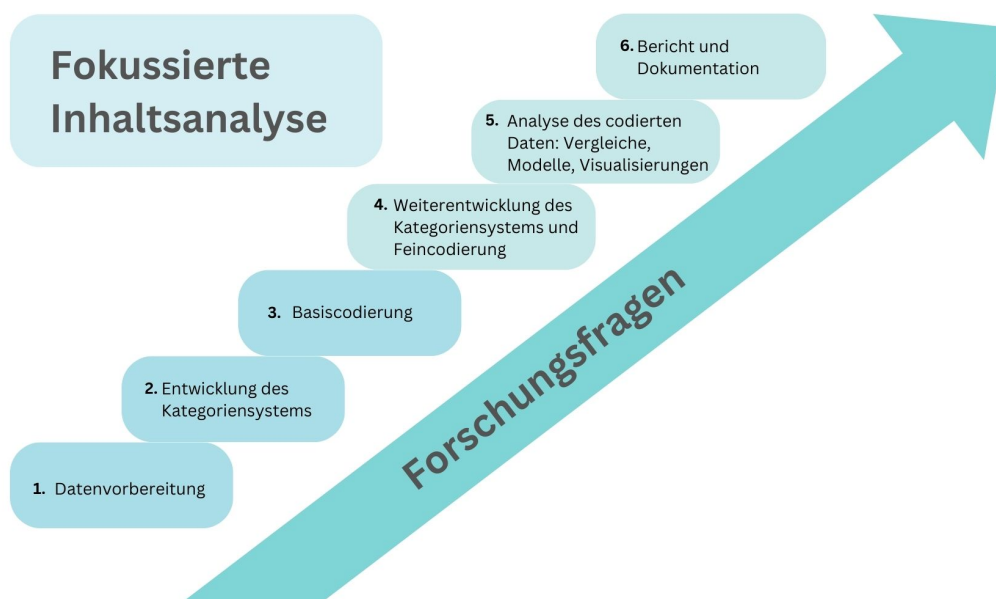 Fokussierte
Inhaltsanalyse
6. Bericht und
Dokumentation
5. Analyse des codierten
Daten: Vergleiche,
Modelle, Visualisierungen
4. Weiterentwicklung des
Kategoriensystems und
Feincodierung
3. Basiscodierung
2. Entwicklung des
Kategoriensystems
1. Datenvorbereitung
Forschungsfragen